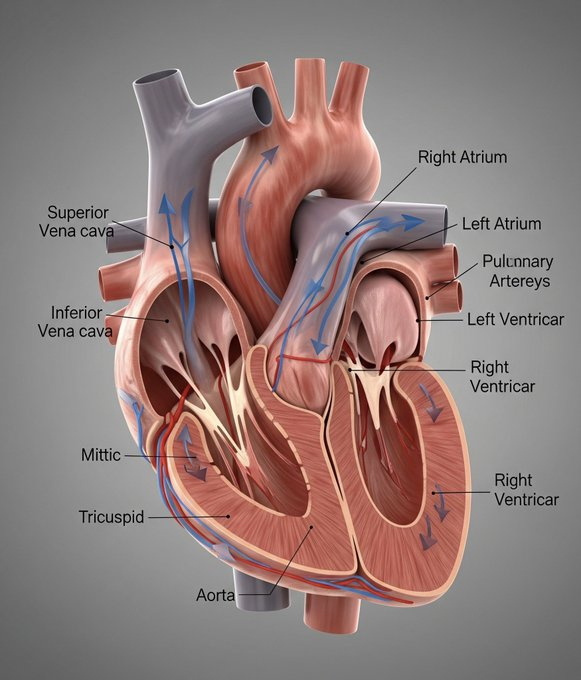 Right Atrium
Superior
Vena cava
Left Atrium
Pulunnary
Artereys
Inferior
Vena cava
Left Ventricar
Right
Ventricar
Mittic
Right
Ventricar
Tricuspid
Aorta